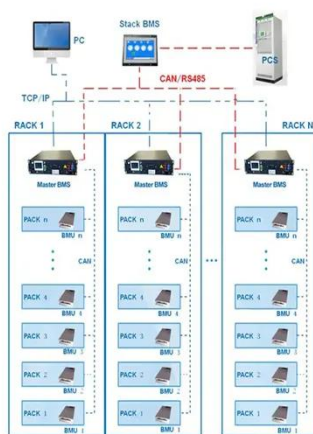 PC
Stack BMS
PCS
CAN/RS485
TCP/IP
RACK 1
RACK 2
RACK N
Master BMS
Master BMS
Master BMS
PACK n
BMU n
PACK n
BMU n
PACK n
BMU n
CAN
CAN
CAN
...
PACK 4
BMU 4
PACK 4
BMU 4
PACK 4
BMU 4
PACK 3
BMU 3
PACK 3
BMU 3
PACK 3
BMU 3
PACK 2
BMU 2
PACK 2
BMU 2
PACK 2
BMU 2
PACK 1
BMU 1
PACK 1
BMU 1
PACK 1
BMU 1